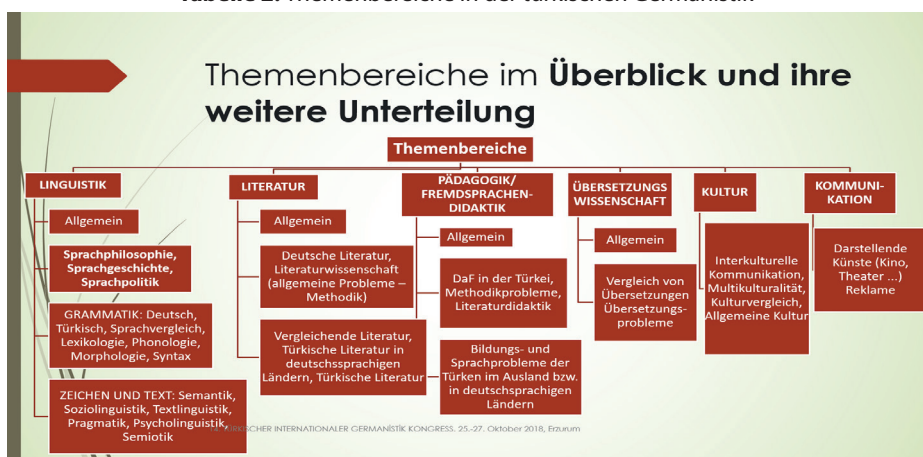 Tabelle 2. Themenbereiche in der türkischen Germanistik
Themenbereiche im Überblick und ihre
weitere Unterteilung
Themenbereiche
LINGUISTIK
Allgemein
Sprachphilosophie,
Sprachgeschichte,
Sprachpolitik
GRAMMATIK: Deutsch,
Türkisch, Sprachvergleich,
Lexikologie, Phonologie,
Morphologie, Syntax
ZEICHEN UND TEXT: Semantik,
Soziolinguistik, Textlinguistik,
Pragmatik, Psycholinguistik,
Semiotik
LITERATUR
Allgemein
Deutsche Literatur,
Literaturwissenschaft
(allgemeine Probleme –
Methodik)
Vergleichende Literatur,
Türkische Literatur in
deutschssprachigen
Ländern, Türkische Literatur
PÄDAGOGIK/
FREMDSPRACHEN-
DIDAKTIK
Allgemein
DaF in der Türkei,
Methodikprobleme,
Literaturdidaktik
Bildungs- und
Sprachprobleme der
Türken im Ausland bzw.
in deutschsprachigen
Ländern
ÜBERSETZUNGS
WISSENSCHAFT
Allgemein
Vergleich von
Übersetzungen
Übersetzungs-
probleme
KULTUR
Interkulturelle
Kommunikation,
Multikulturalität,
Kulturvergleich,
Allgemeine Kultur
KOMMUNI-
KATION
Darstellende
Künste (Kino,
Theater ...)
Reklame
TÜRKISCHER INTERNATIONALER GERMANİSTİK KONGRESS. 25.-27. Oktober 2018, Erzurum